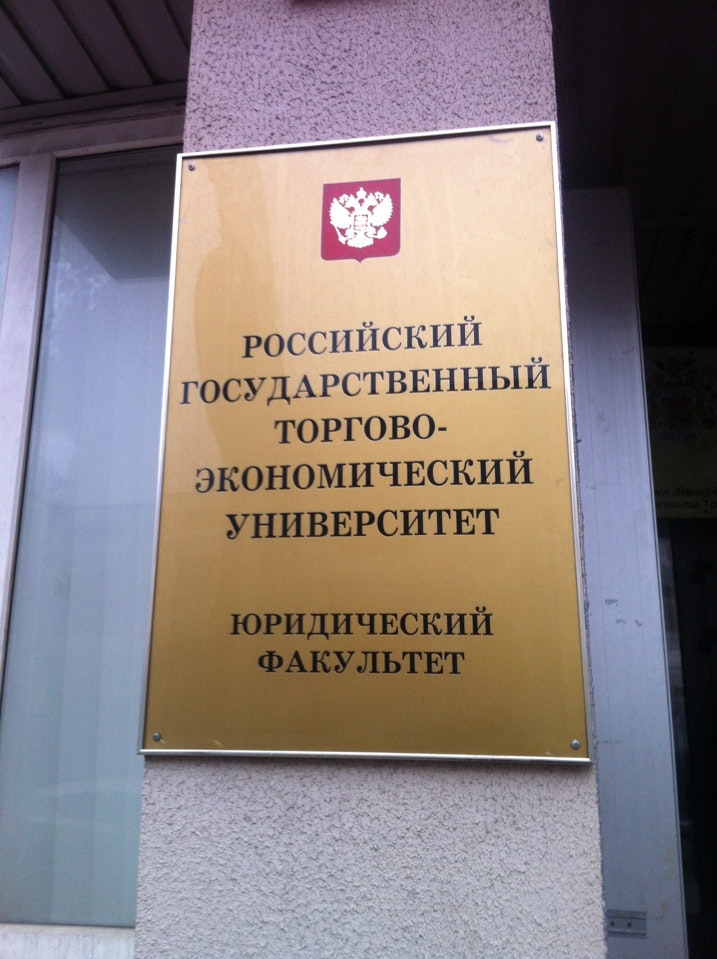 РОССИЙСКИЙ
ГОСУДАРСТВЕННЫЙ
ТОРГОВО-
ЭКОНОМИЧЕСКИЙ
УНИВЕРСИТЕТ
ЮРИДИЧЕСКИЙ
ФАКУЛЬТЕТ